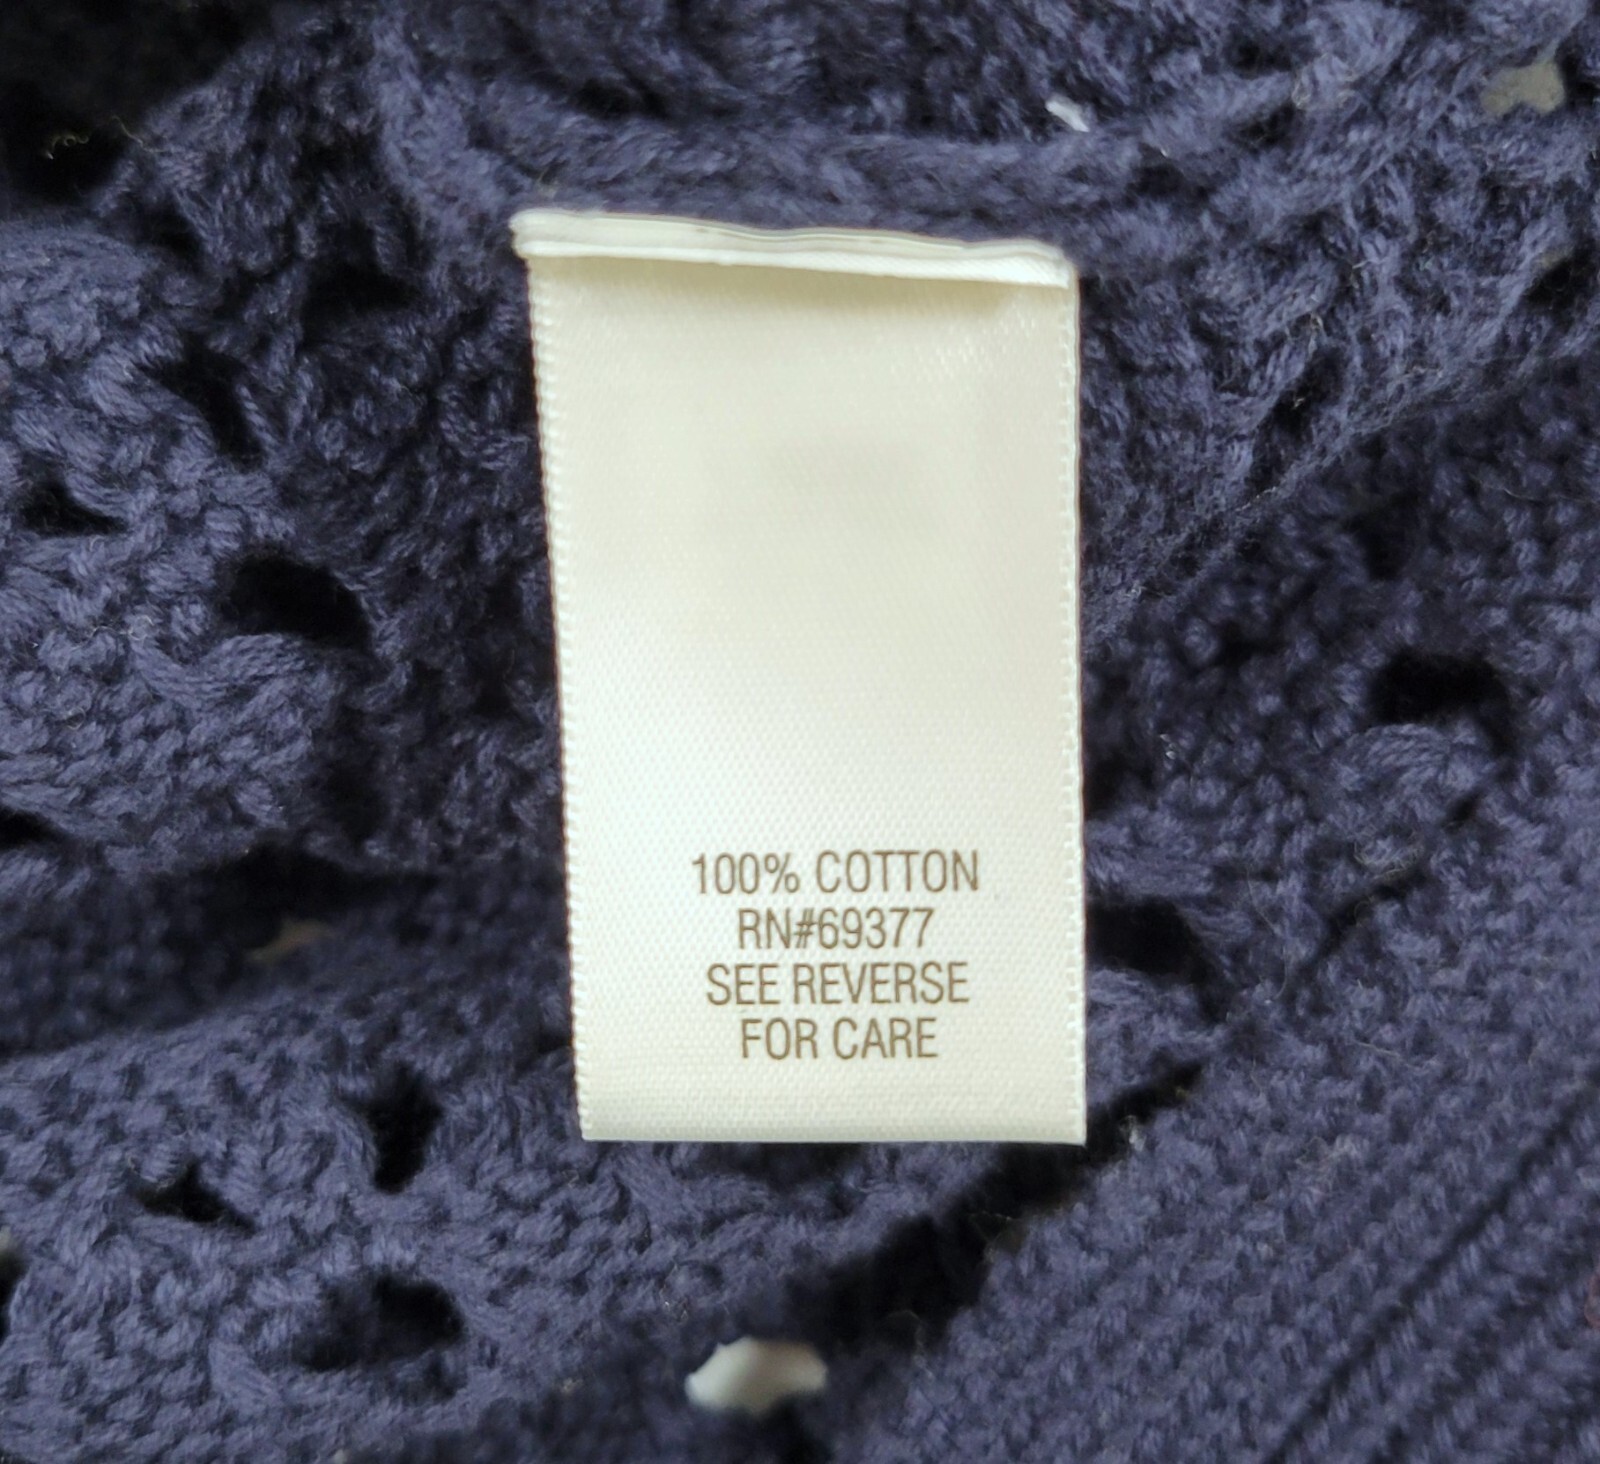 100% COTTON
RN#69377
SEE REVERSE
FOR CARE